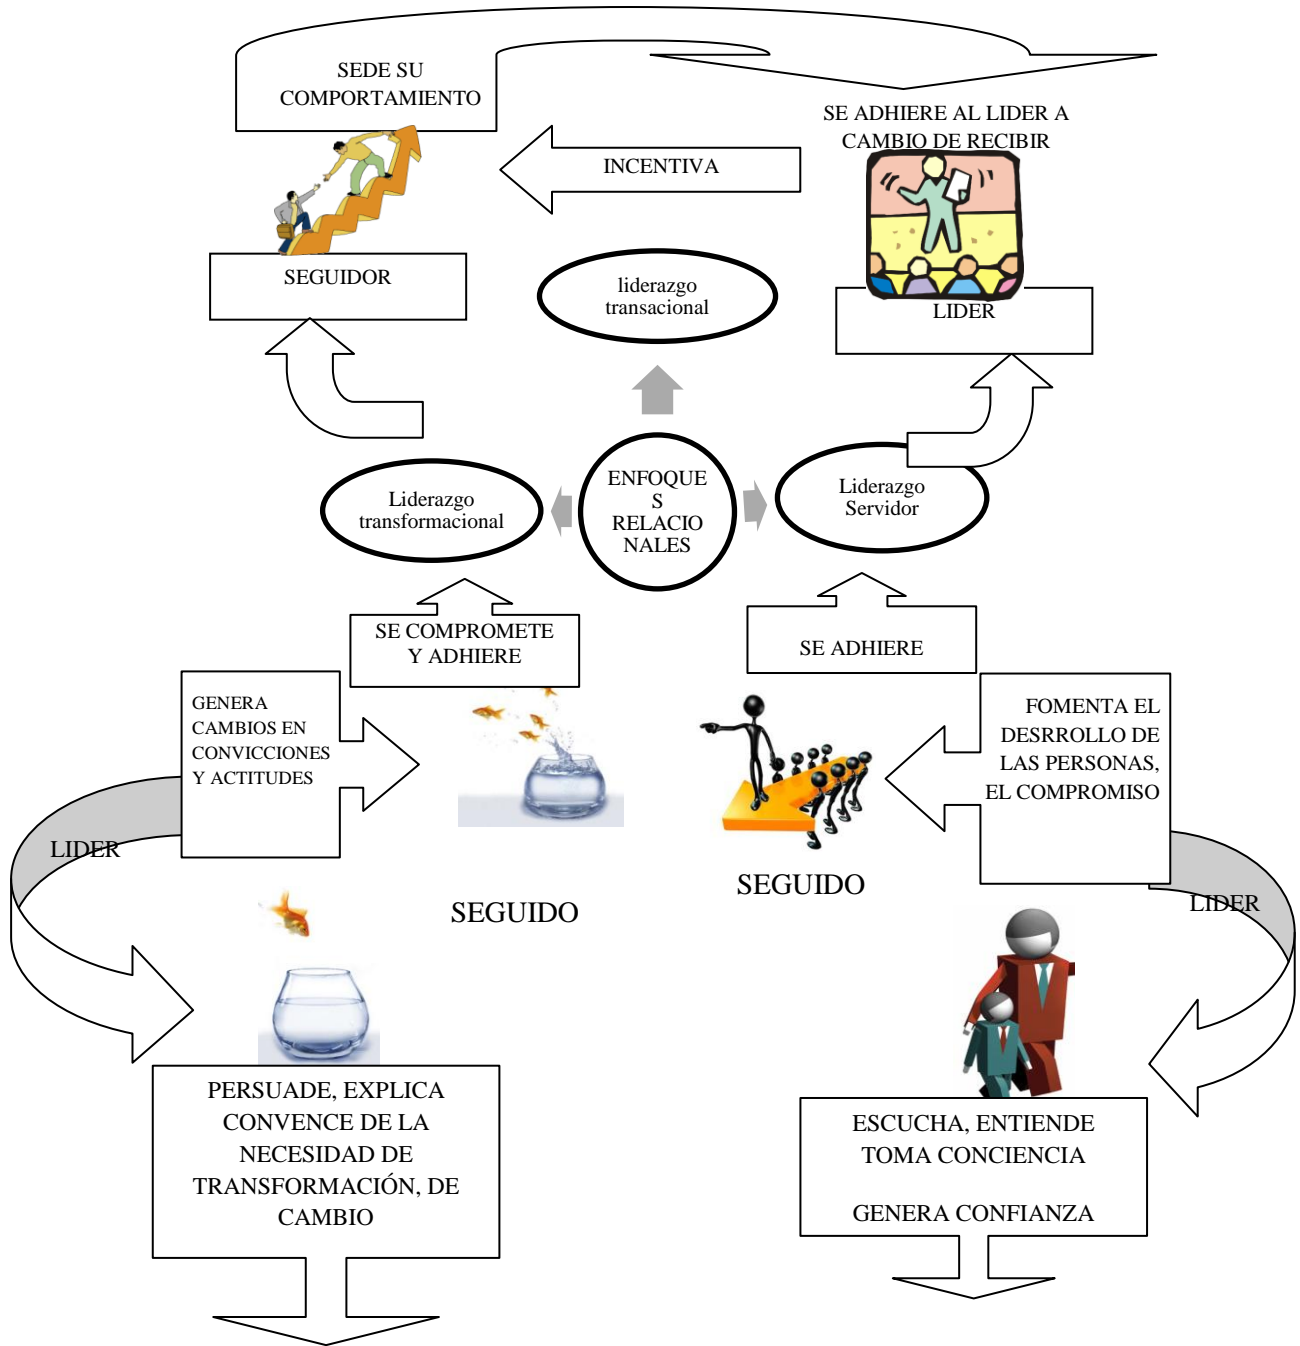 SEDE SU
COMPORTAMIENTO
SE ADHIERE AL LIDER A
CAMBIO DE RECIBIR
INCENTIVA
SEGUIDOR
liderazgo
transacional
LIDER
ENFOQUE
S
RELACIO
NALES
Liderazgo
transformacional
Liderazgo
Servidor
SE COMPROMETE
Y ADHIERE
SE ADHIERE
GENERA
CAMBIOS EN
CONVICCIONES
Y ACTITUDES
FOMENTA EL
DESRROLLO DE
LAS PERSONAS,
EL COMPROMISO
LIDER
SEGUIDO
SEGUIDO
LIDER
PERSUADE, EXPLICA
CONVENCE DE LA
NECESIDAD DE
TRANSFORMACIÓN, DE
CAMBIO
ESCUCHA, ENTIENDE
TOMA CONCIENCIA
GENERA CONFIANZA